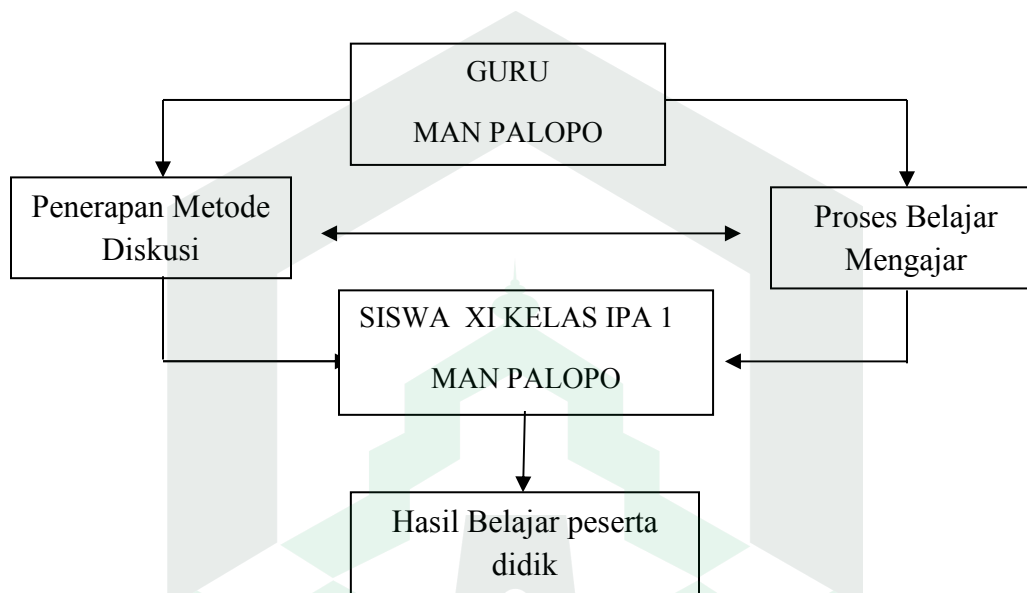 GURU
MAN PALOPO
Penerapan Metode
Diskusi
Proses Belajar
Mengajar
SISWA XI KELAS IPA 1
MAN PALOPO
Hasil Belajar peserta
didik